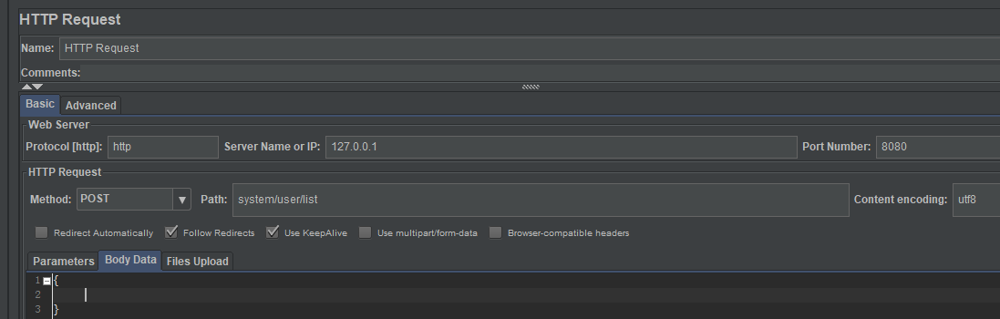 HTTP Request
Name: HTTP Request
Comments:
Basic Advanced
Web Server
Protocol [http]: http Server Name or IP: 127.0.0.1 Port Number: 8080
HTTP Request
Method: POST Path: system/user/list Content encoding: utf8
Redirect Automatically Follow Redirects Use KeepAlive Use multipart/form-data Browser-compatible headers
Parameters Body Data Files Upload
1 {
2
3 }